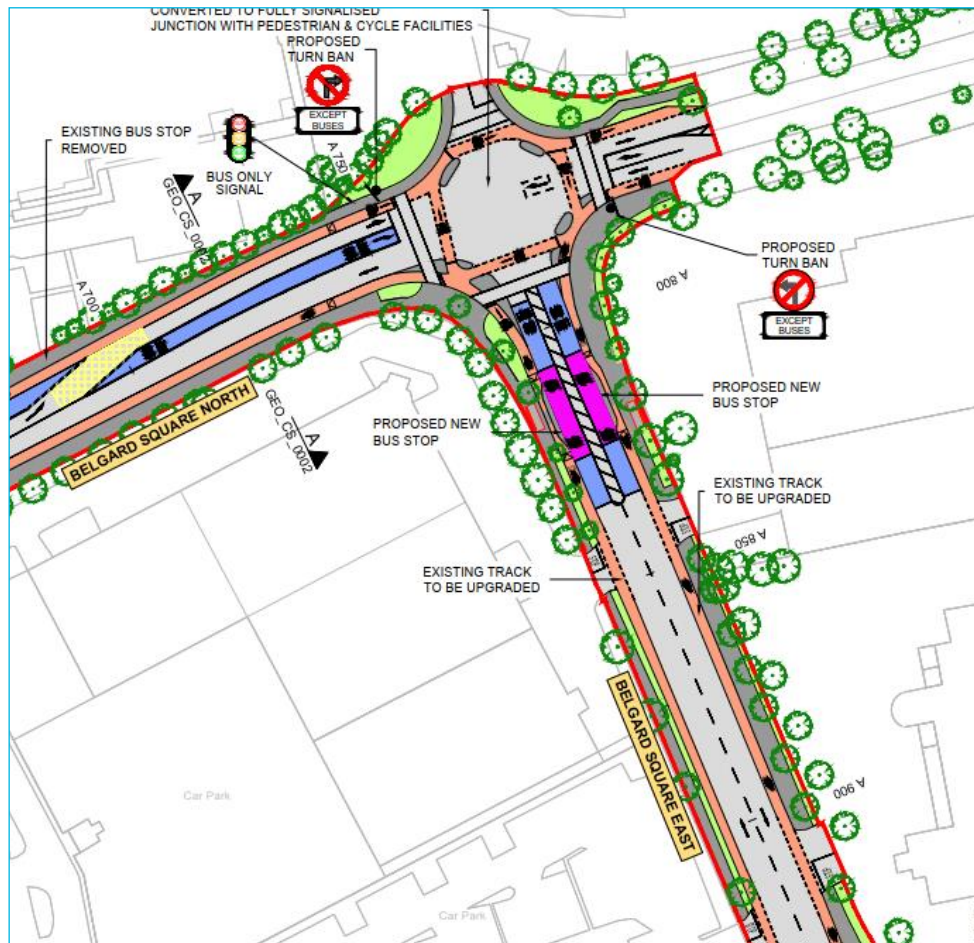 CONVERTED TO FULLY SIGNALISED
JUNCTION WITH PEDESTRIAN & CYCLE FACILITIES
PROPOSED
TURN BAN
EXCEPT
BUSES
EXISTING BUS STOP
REMOVED
BUS ONLY
SIGNAL
A 750
A
GEO_CS_0002
A 700
PROPOSED
TURN BAN
EXCEPT
BUSES
A 800
BELGARD SQUARE NORTH
A
GEO_CS_0002
PROPOSED NEW
BUS STOP
PROPOSED NEW
BUS STOP
EXISTING TRACK
TO BE UPGRADED
A 850
EXISTING TRACK
TO BE UPGRADED
BELGARD SQUARE EAST
A 900
Car Park
Car Park